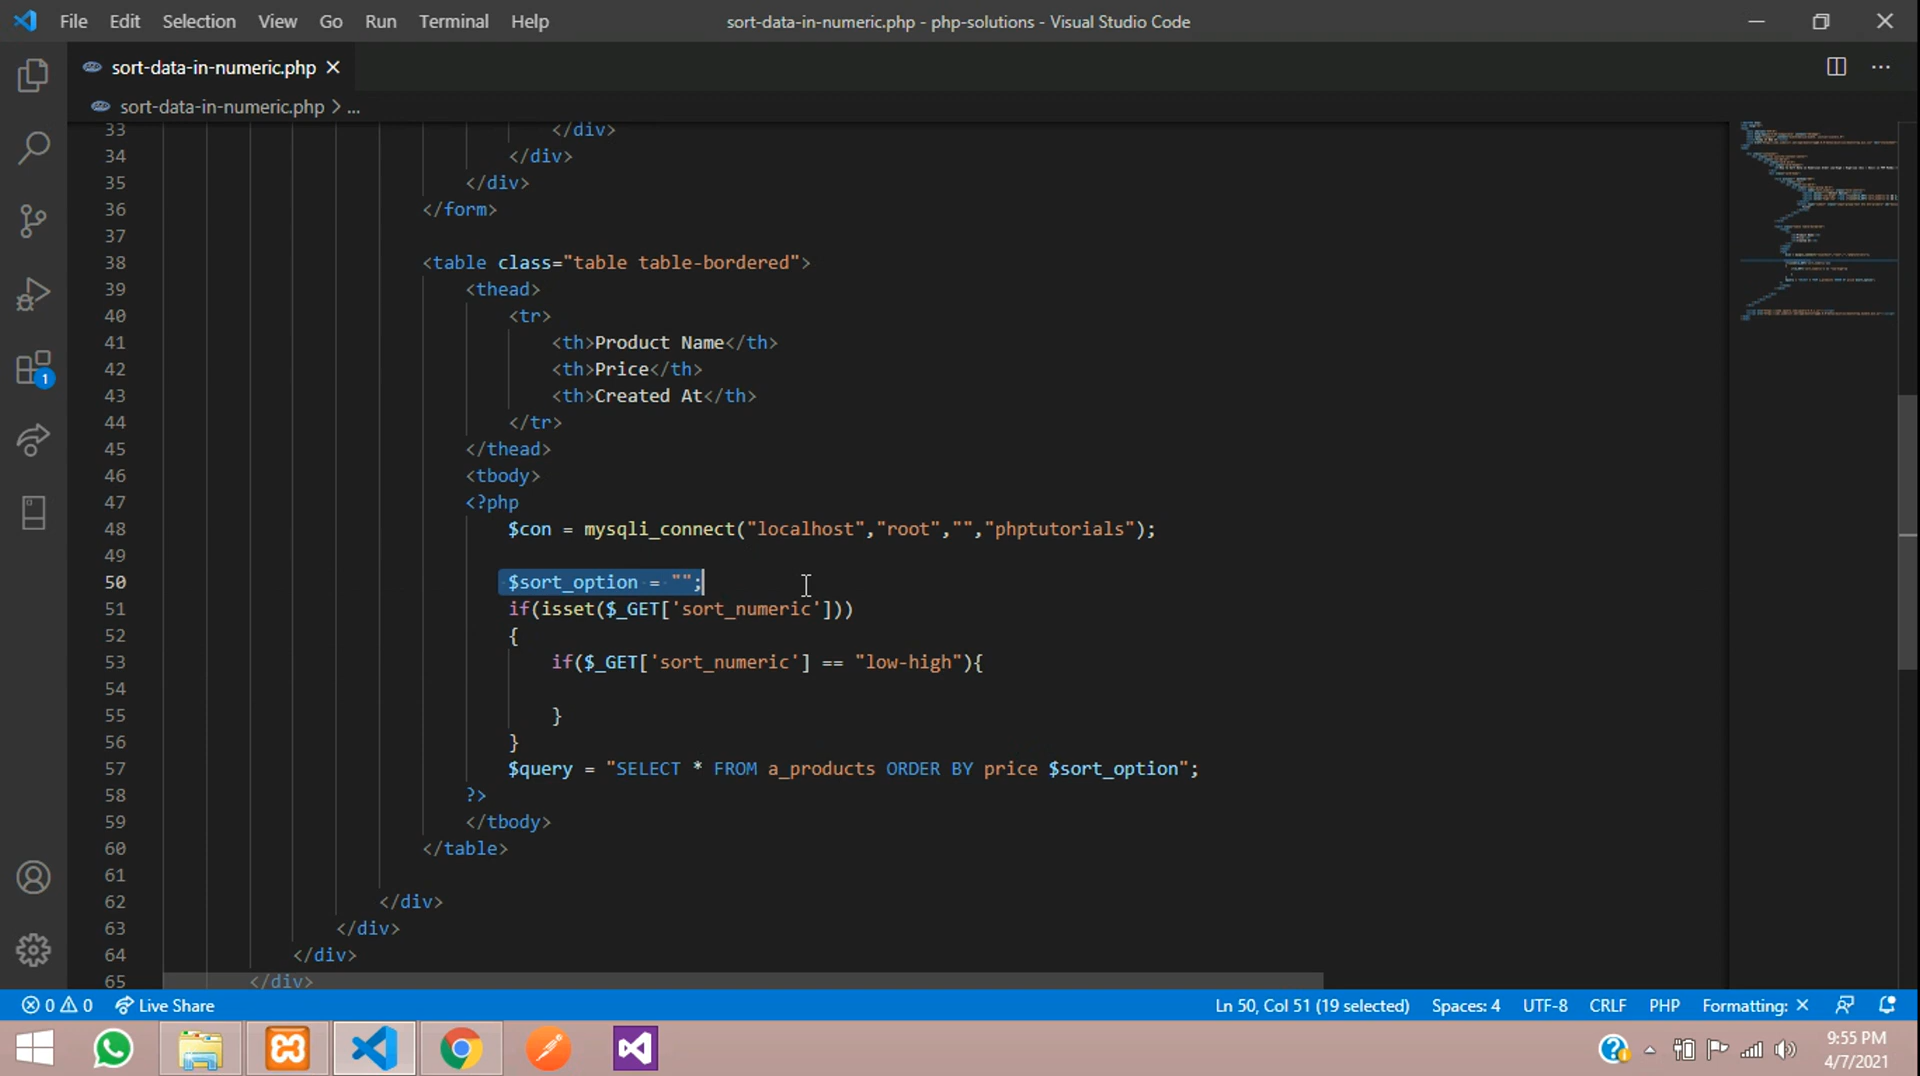 File Edit Selection View Go Run Terminal Help
sort-data-in-numeric.php - php-solutions - Visual Studio Code
sort-data-in-numeric.php
sort-data-in-numeric.php > ...
33 </div>
34 </div>
35 </div>
36 </form>
37
38 <table class="table table-bordered">
39 <thead>
40 <tr>
41 <th>Product Name</th>
42 <th>Price</th>
43 <th>Created At</th>
44 </tr>
45 </thead>
46 <tbody>
47 <?php
48 $con = mysqli_connect("localhost","root","","phptutorials");
49
50 $sort_option = "";
51 if(isset($_GET['sort_numeric']))
52 {
53 if($_GET['sort_numeric'] == "low-high"){
54
55 }
56 }
57 $query = "SELECT * FROM a_products ORDER BY price $sort_option";
58 ?>
59 </tbody>
60 </table>
61
62 </div>
63 </div>
64 </div>
65 </div>
1
0 0 Live Share Ln 50, Col 51 (19 selected) Spaces: 4 UTF-8 CRLF PHP Formatting: ×
9:55 PM
4/7/2021